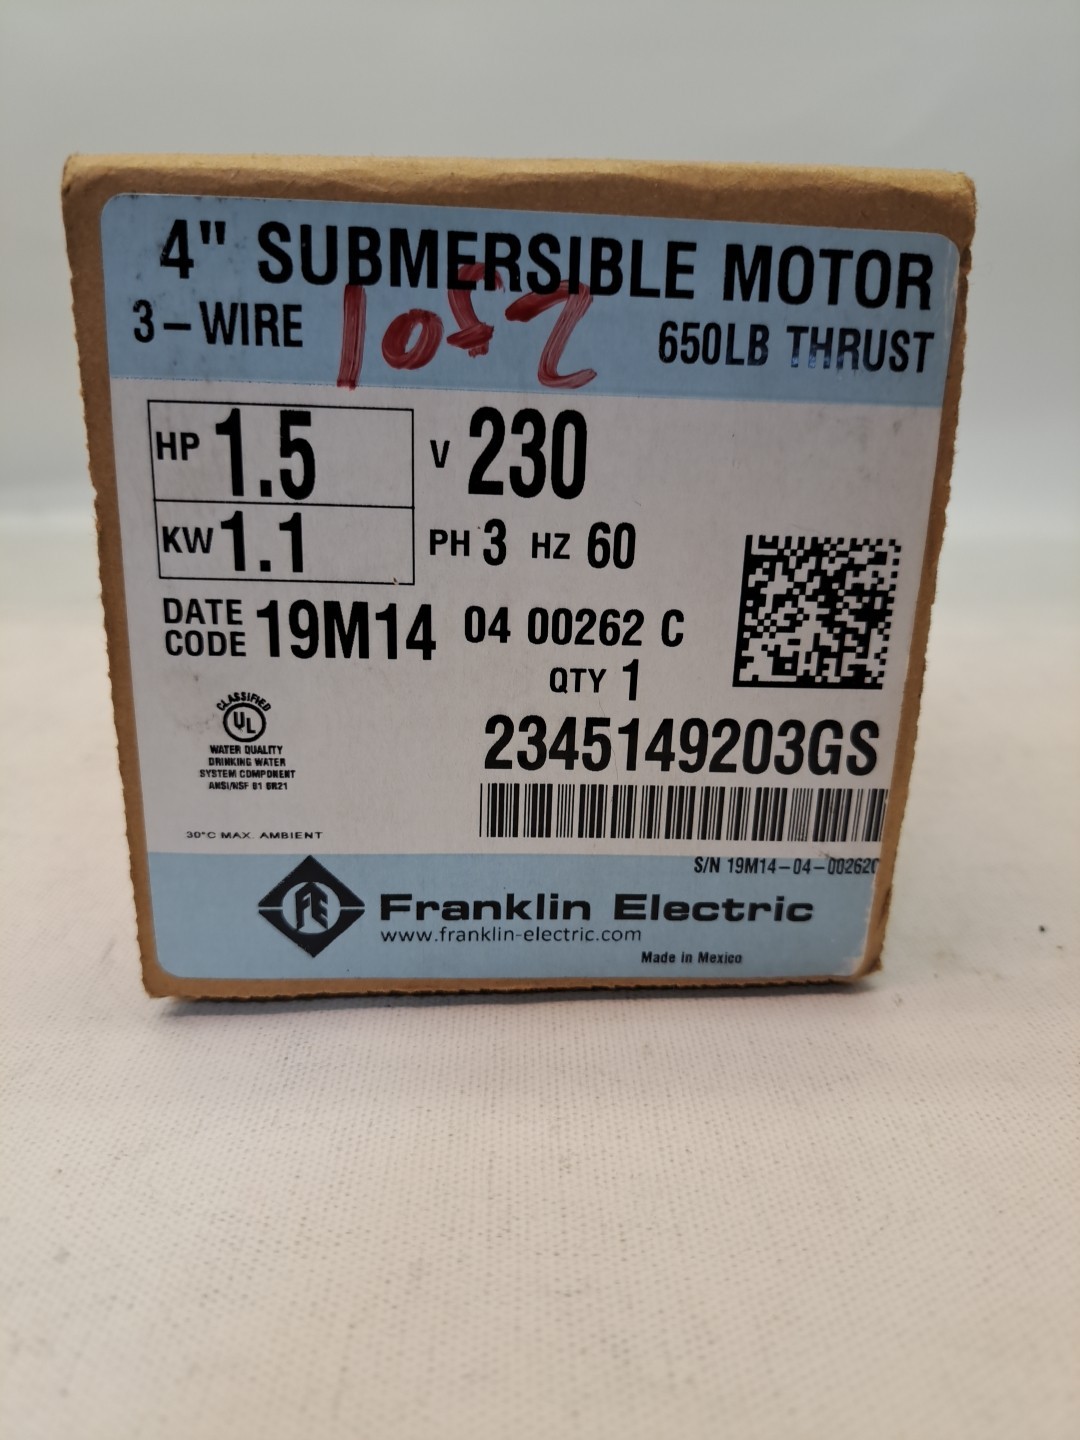 4" SUBMERSIBLE MOTOR
3-WIRE
1052
650LB THRUST
HP 1.5
V 230
KW 1.1
PH 3 HZ 60
DATE CODE 19M14 04 00262 C
QTY 1
2345149203GS
CLASSIFIED
UL
WATER QUALITY
DRINKING WATER
SYSTEM COMPONENT
ANSI/NSF 61 6R21
30°C MAX. AMBIENT
S/N 19M14-04-00262C
FE
Franklin Electric
www.franklin-electric.com
Made in Mexico